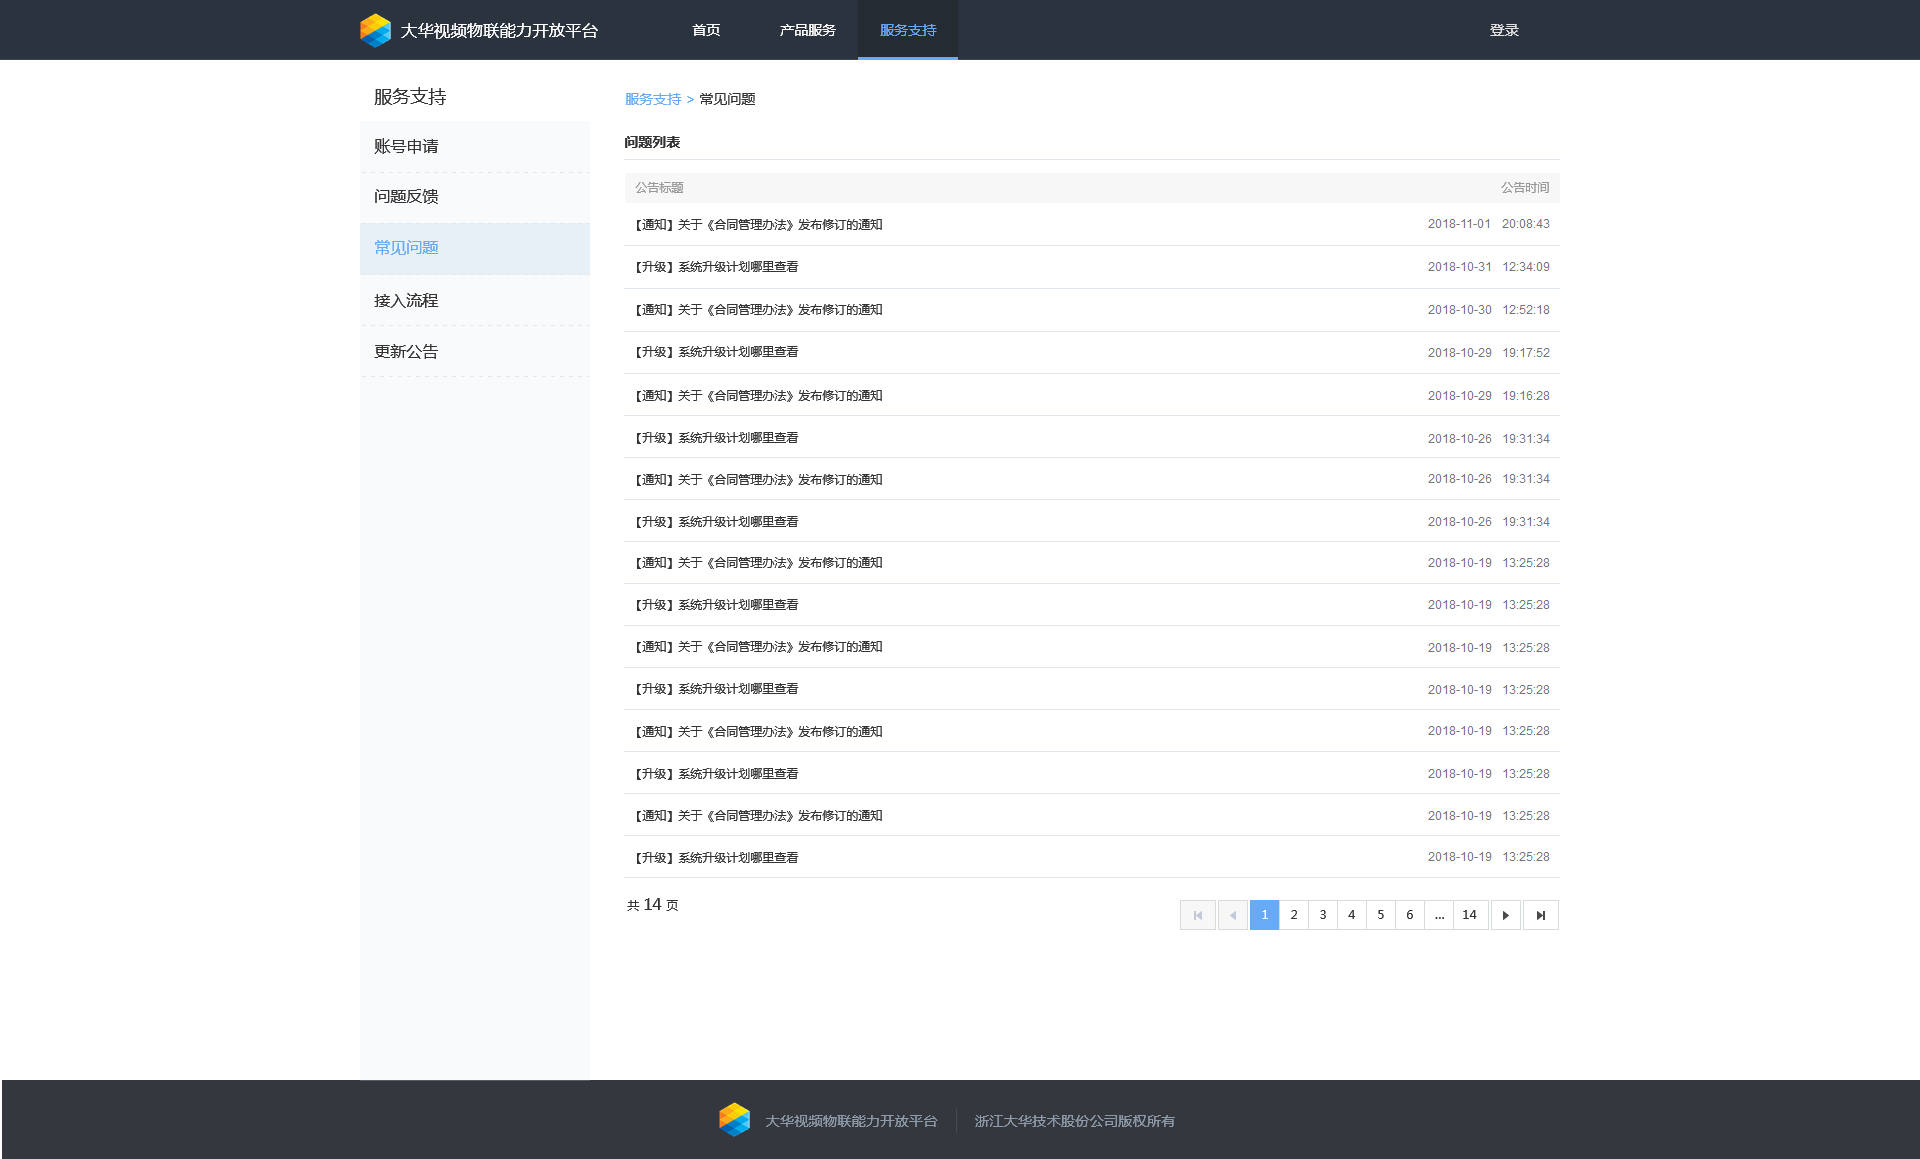 大华视频物联能力开放平台 首页 产品服务 服务支持 登录
服务支持
账号申请
问题反馈
常见问题
接入流程
更新公告
服务支持 > 常见问题
问题列表
公告标题 公告时间
【通知】关于《合同管理办法》发布修订的通知 2018-11-01 20:08:43
【升级】系统升级计划哪里查看 2018-10-31 12:34:09
【通知】关于《合同管理办法》发布修订的通知 2018-10-30 12:52:18
【升级】系统升级计划哪里查看 2018-10-29 19:17:52
【通知】关于《合同管理办法》发布修订的通知 2018-10-29 19:16:28
【升级】系统升级计划哪里查看 2018-10-26 19:31:34
【通知】关于《合同管理办法》发布修订的通知 2018-10-26 19:31:34
【升级】系统升级计划哪里查看 2018-10-26 19:31:34
【通知】关于《合同管理办法》发布修订的通知 2018-10-19 13:25:28
【升级】系统升级计划哪里查看 2018-10-19 13:25:28
【通知】关于《合同管理办法》发布修订的通知 2018-10-19 13:25:28
【升级】系统升级计划哪里查看 2018-10-19 13:25:28
【通知】关于《合同管理办法》发布修订的通知 2018-10-19 13:25:28
【升级】系统升级计划哪里查看 2018-10-19 13:25:28
【通知】关于《合同管理办法》发布修订的通知 2018-10-19 13:25:28
【升级】系统升级计划哪里查看 2018-10-19 13:25:28
共 14 页 1 2 3 4 5 6 ... 14
大华视频物联能力开放平台 浙江大华技术股份公司版权所有